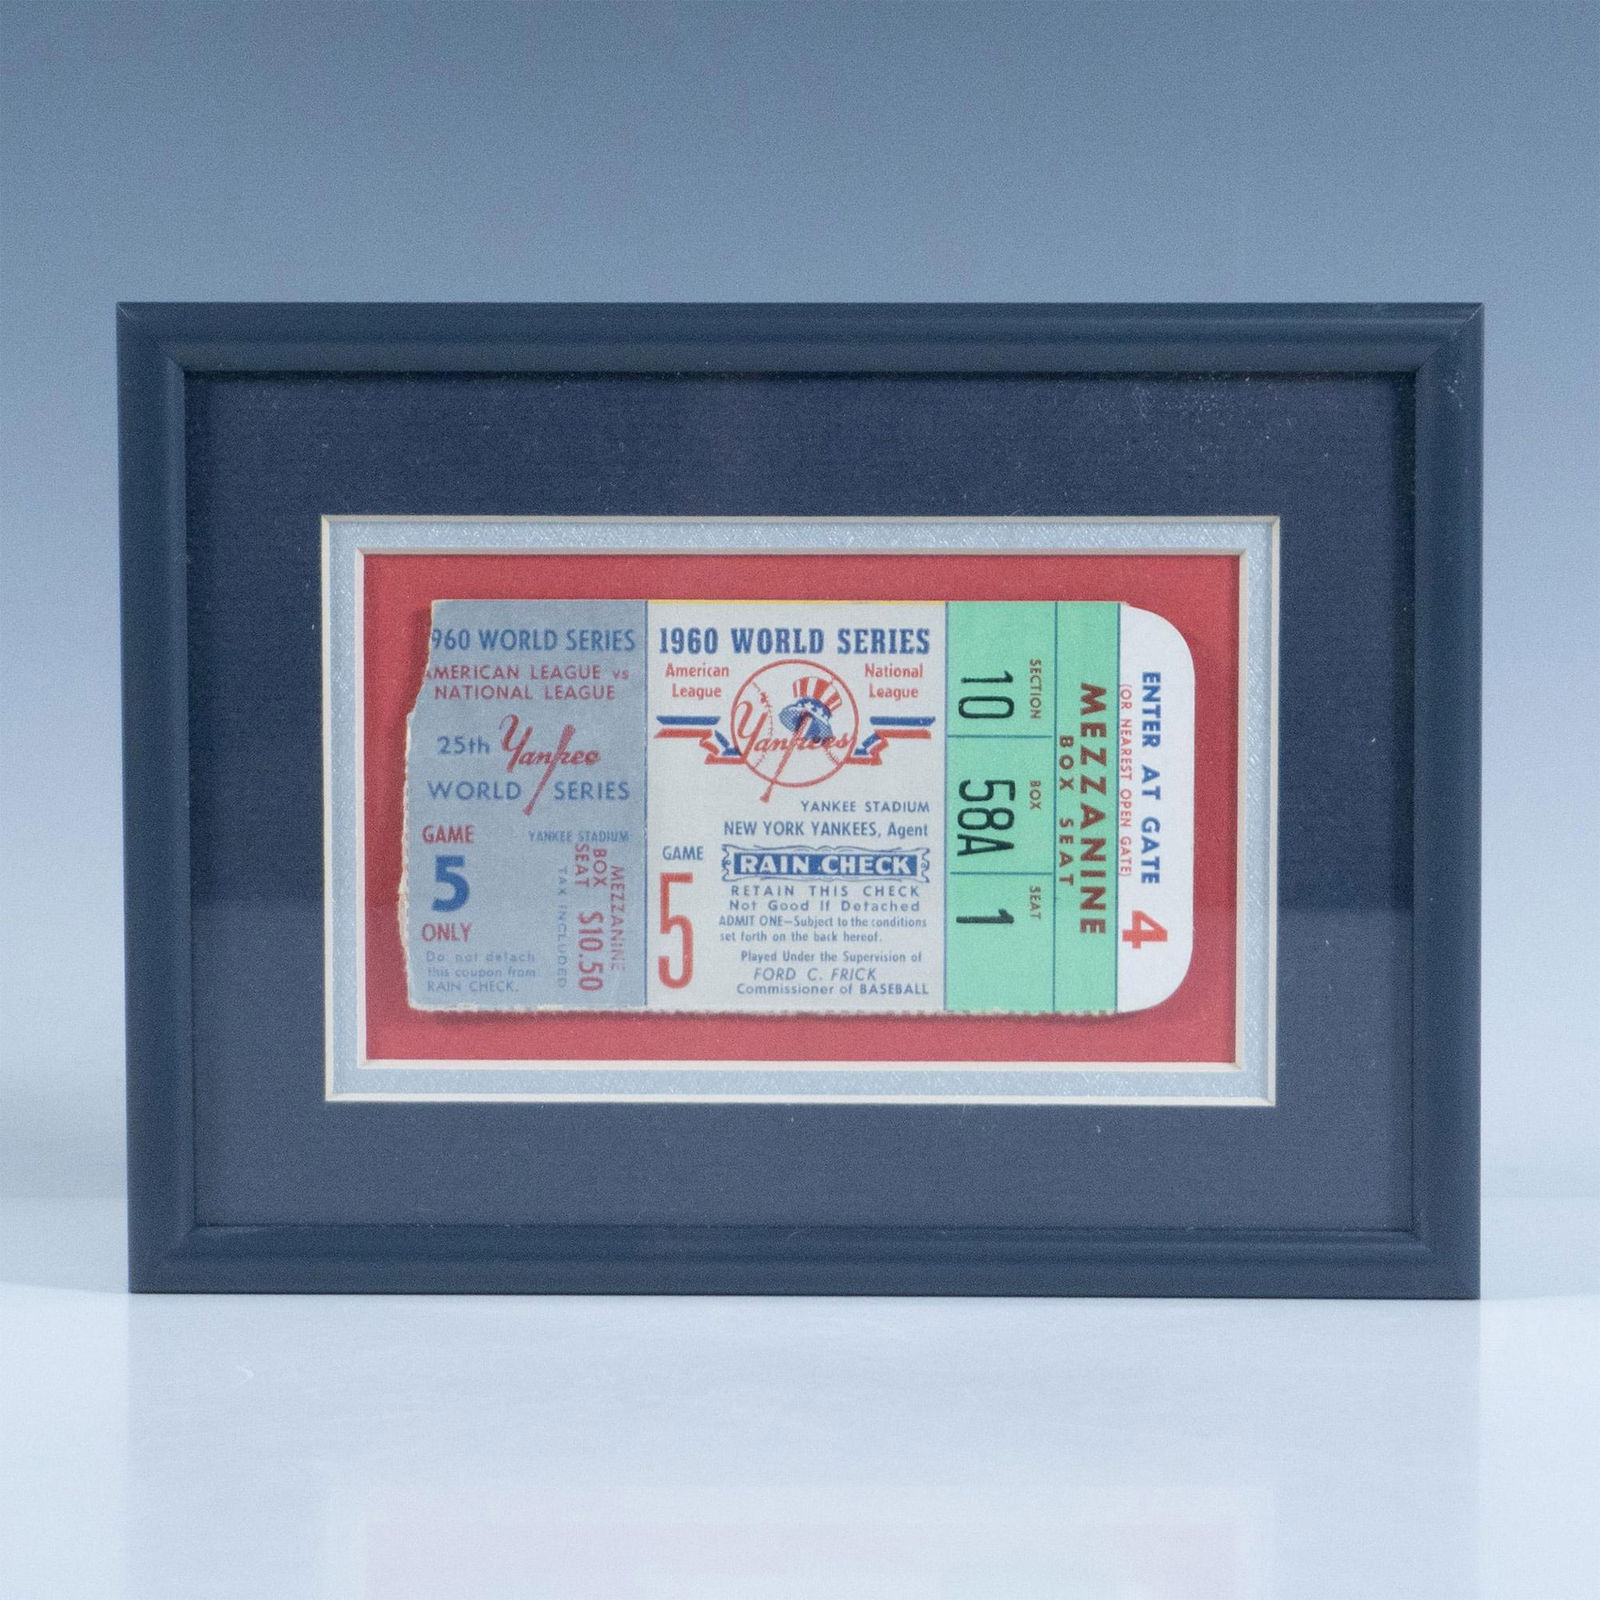 960 WORLD SERIES
AMERICAN LEAGUE vs
NATIONAL LEAGUE
25th Yankee
WORLD SERIES
GAME
5
ONLY
YANKEE STADIUM
MEZZANINE
BOX SEAT $10.50
TAX INCLUDED
Do not detach
this coupon from
RAIN CHECK.
1960 WORLD SERIES
American League
National League
Yankees
YANKEE STADIUM
NEW YORK YANKEES, Agent
GAME
5
RAIN CHECK
RETAIN THIS CHECK
Not Good If Detached
ADMIT ONE—Subject to the conditions
set forth on the back hereof.
Played Under the Supervision of
FORD C. FRICK
Commissioner of BASEBALL
SECTION
10
BOX
58A
SEAT
1
MEZZANINE
BOX SEAT
ENTER AT GATE 4
(OR NEAREST OPEN GATE)